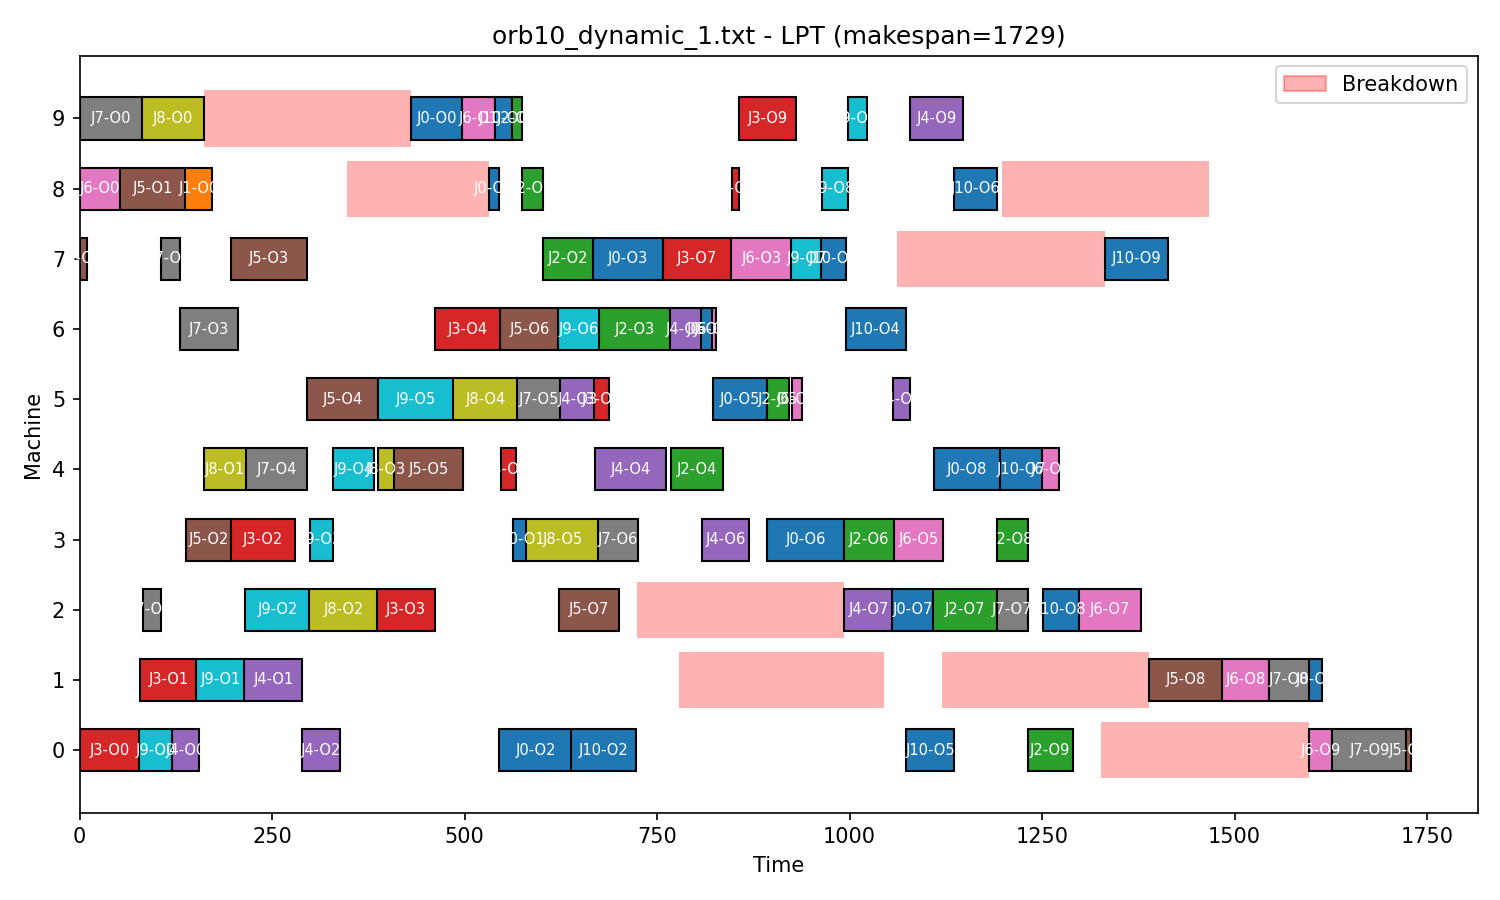 orb10_dynamic_1.txt - LPT (makespan=1729)
Breakdown
Machine
9
J7-O0 J8-O0 J0-O0 J3-O9 J4-O9
8
J6-O0 J5-O1 J1-O0 J10-O6
7
J5-O3 J2-O2 J0-O3 J3-O7 J6-O3 J10-O9
6
J7-O3 J3-O4 J5-O6 J9-O6 J2-O3 J10-O4
5
J5-O4 J9-O5 J8-O4 J7-O5 J0-O5
4
J8-O1 J7-O4 J9-O4 J5-O5 J4-O4 J2-O4 J0-O8
3
J5-O2 J3-O2 J8-O5 J7-O6 J4-O6 J0-O6 J2-O6 J6-O5
2
J9-O2 J8-O2 J3-O3 J5-O7 J4-O7 J0-O7 J2-O7 J7-O7 J6-O7
1
J3-O1 J9-O1 J4-O1 J5-O8 J6-O8
0
J3-O0 J4-O2 J0-O2 J10-O2 J10-O5 J2-O9 J6-O9 J7-O9
0 250 500 750 1000 1250 1500 1750
Time